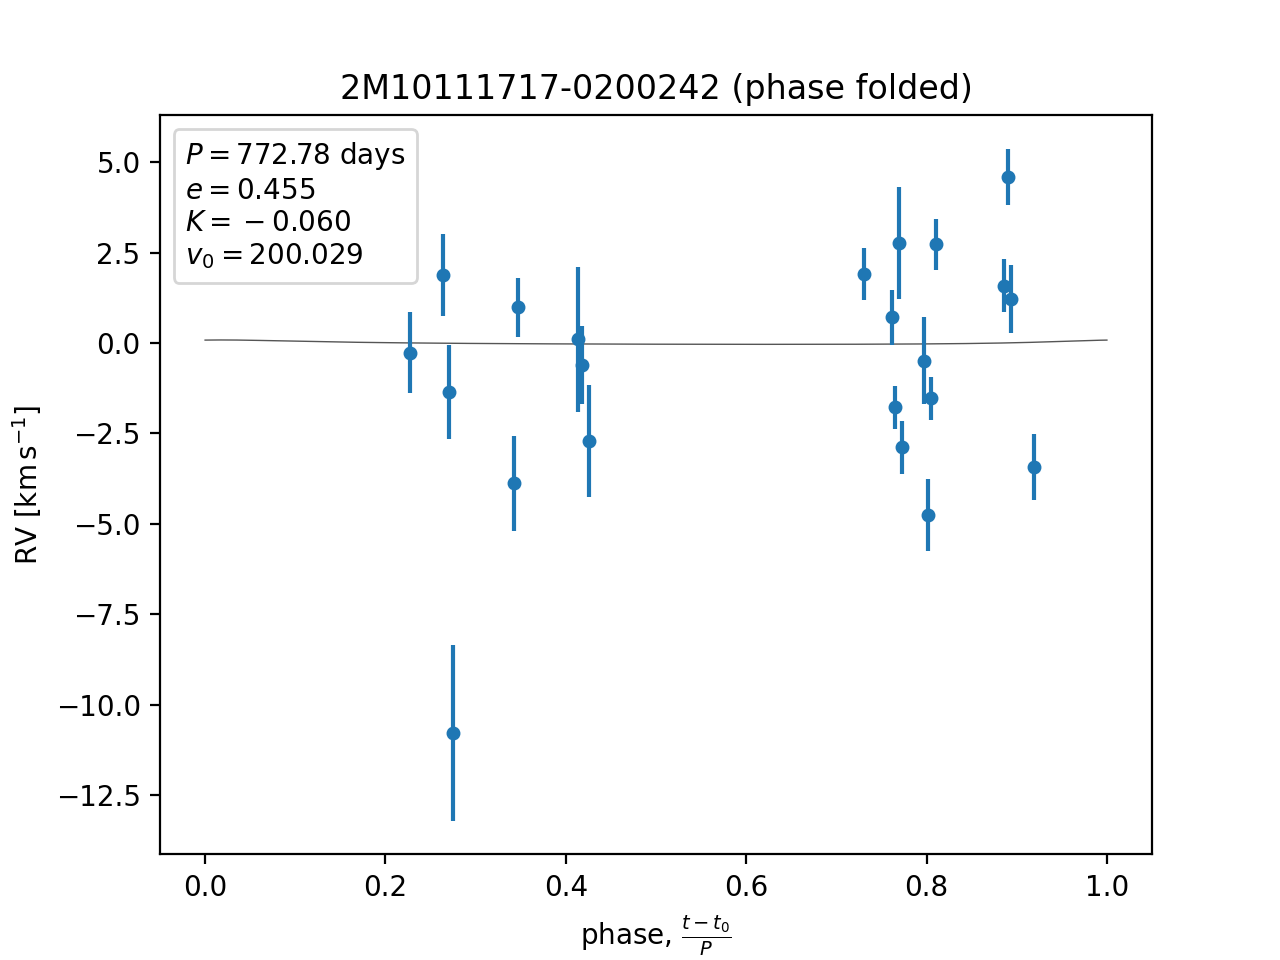 2M10111717-0200242 (phase folded)
P = 772.78 days
e = 0.455
K = −0.060
v₀ = 200.029
5.0
2.5
0.0
−2.5
−5.0
−7.5
−10.0
−12.5
RV [km s⁻¹]
0.0 0.2 0.4 0.6 0.8 1.0
phase, (t − t₀)/P